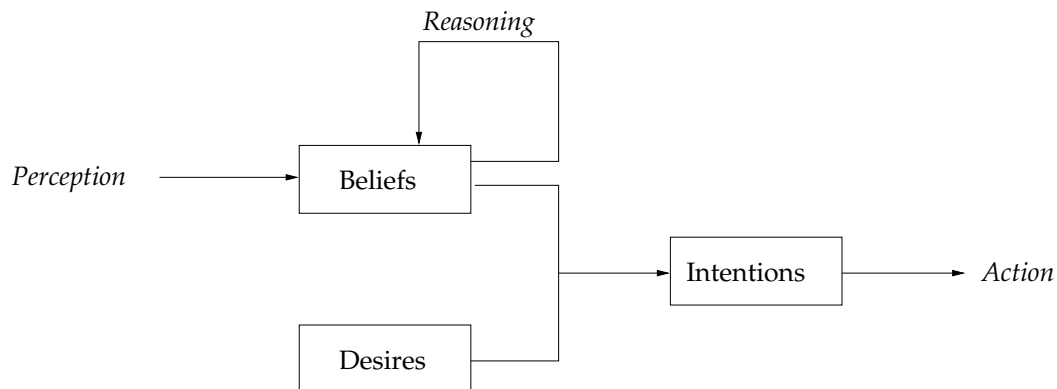 Reasoning
Perception
Beliefs
Intentions
Action
Desires